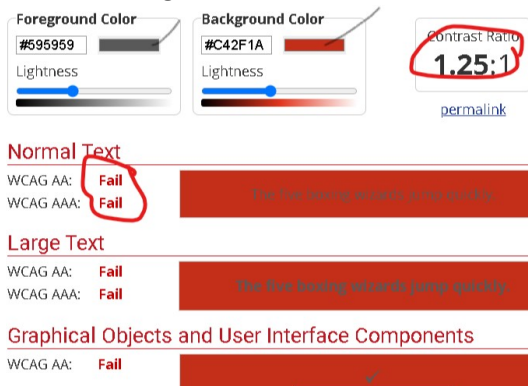 Foreground Color
Background Color
Contrast Ratio
#595959
#C42F1A
1.25:1
Lightness
Lightness
permalink
Normal Text
WCAG AA: Fail
WCAG AAA: Fail
The five boxing wizards jump quickly.
Large Text
WCAG AA: Fail
WCAG AAA: Fail
The five boxing wizards jump quickly.
Graphical Objects and User Interface Components
WCAG AA: Fail